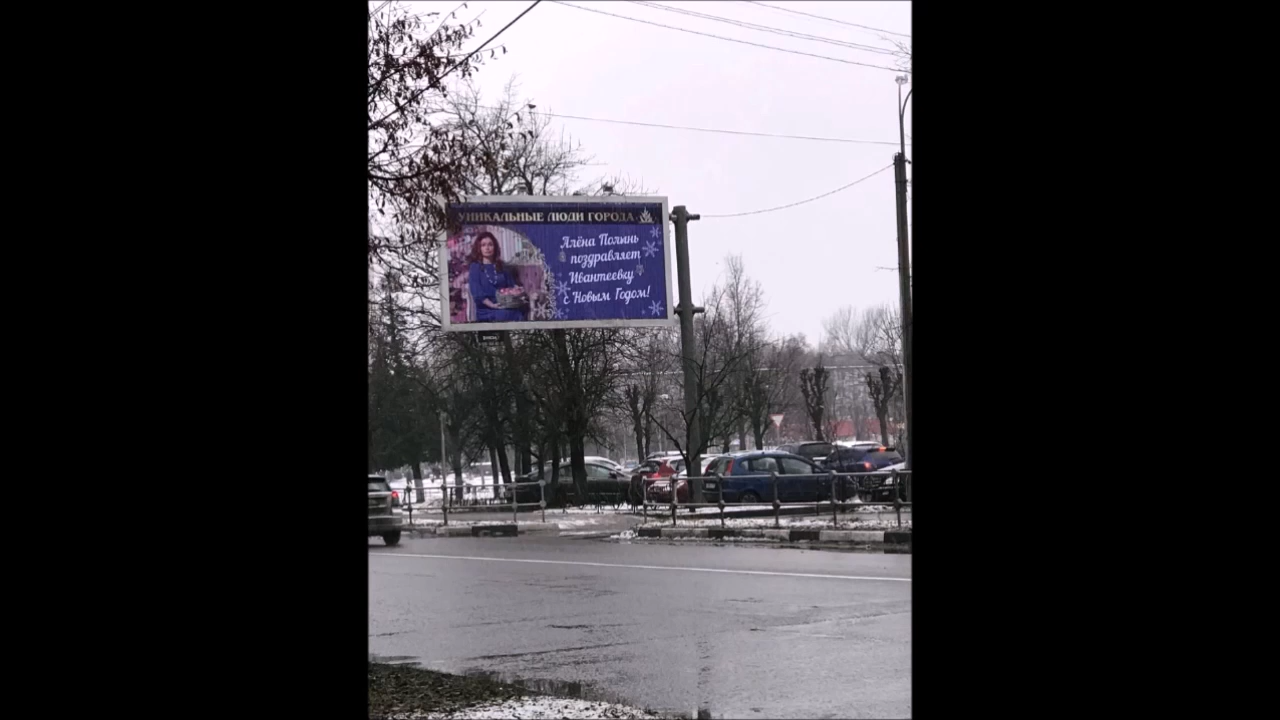 УНИКАЛЬНЫЕ ЛЮДИ ГОРОДА
Алёна Полынь
поздравляет
Ивантеевку
с Новым Годом!